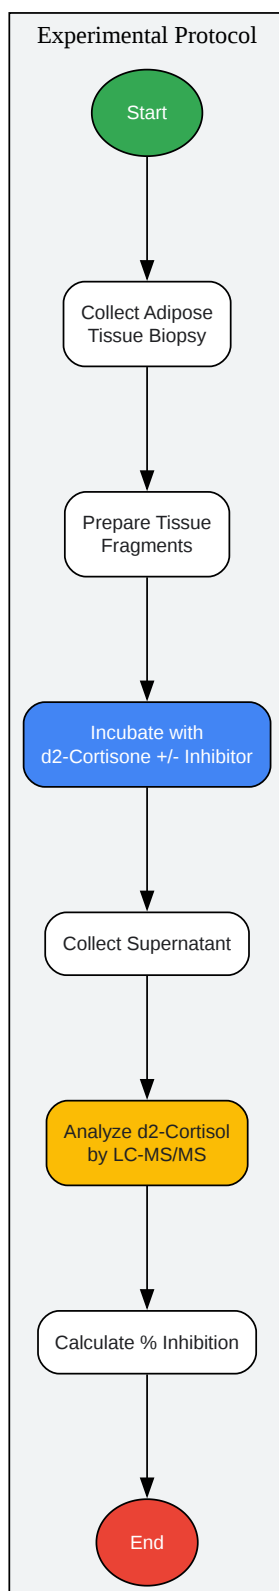 Experimental Protocol
Start
Collect Adipose
Tissue Biopsy
Prepare Tissue
Fragments
Incubate with
d2-Cortisone +/- Inhibitor
Collect Supernatant
Analyze d2-Cortisol
by LC-MS/MS
Calculate % Inhibition
End